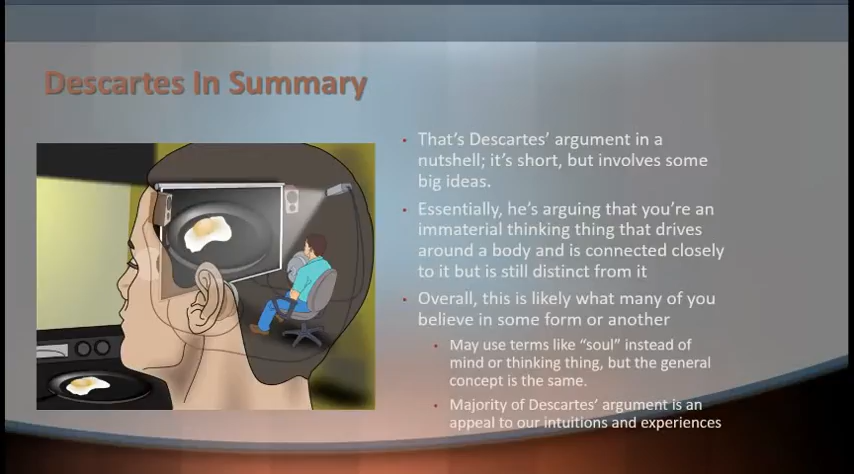 Descartes In Summary
• That's Descartes' argument in a
nutshell; it's short, but involves some
big ideas.
• Essentially, he's arguing that you're an
immaterial thinking thing that drives
around a body and is connected closely
to it but is still distinct from it
• Overall, this is likely what many of you
believe in some form or another
• May use terms like “soul” instead of
mind or thinking thing, but the general
concept is the same.
• Majority of Descartes' argument is an
appeal to our intuitions and experiences